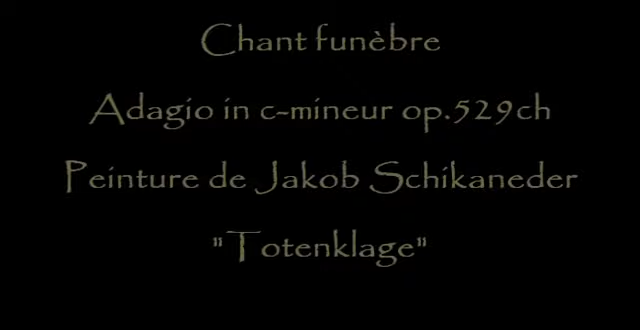 Chant funèbre
Adagio in c-mineur op.529ch
Peinture de Jakob Schikaneder
"Totenklage"